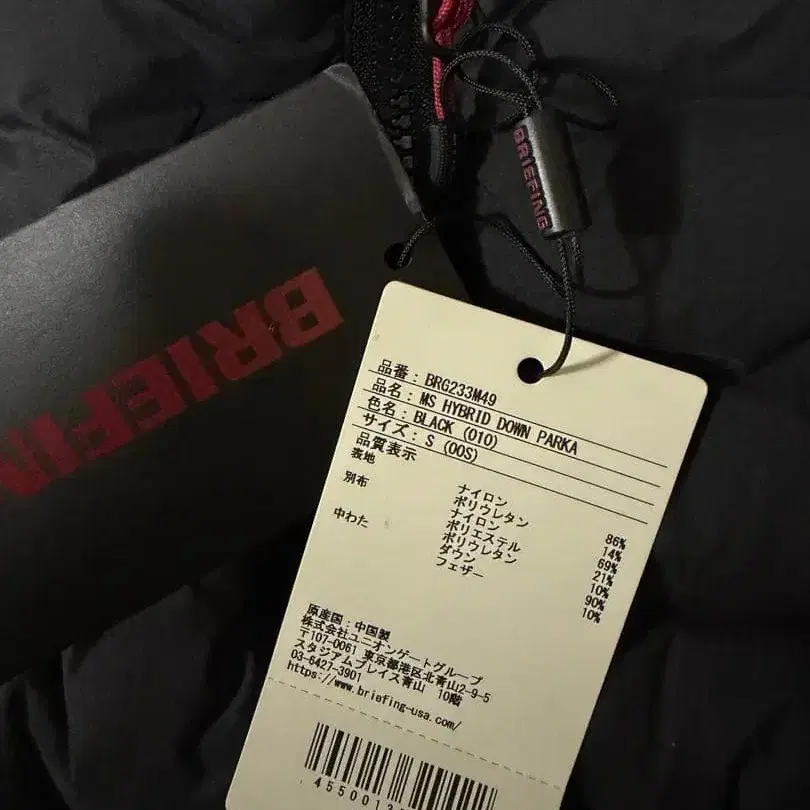 BRIEFING
BRIEFIN
品番：BRG233M49
品名：MS HYBRID DOWN PARKA
色名：BLACK (010)
サイズ：S (00S)
品質表示
表地 ナイロン 86%
ポリウレタン 14%
別布 ナイロン 69%
ポリエステル 21%
ポリウレタン 10%
中わた ダウン 90%
フェザー 10%
原産国：中国製
株式会社ユニオンゲートグループ
〒107-0061 東京都港区北青山2-9-5
スタジアムプレイス青山 10階
03-6427-3901
https://www.briefing-usa.com/